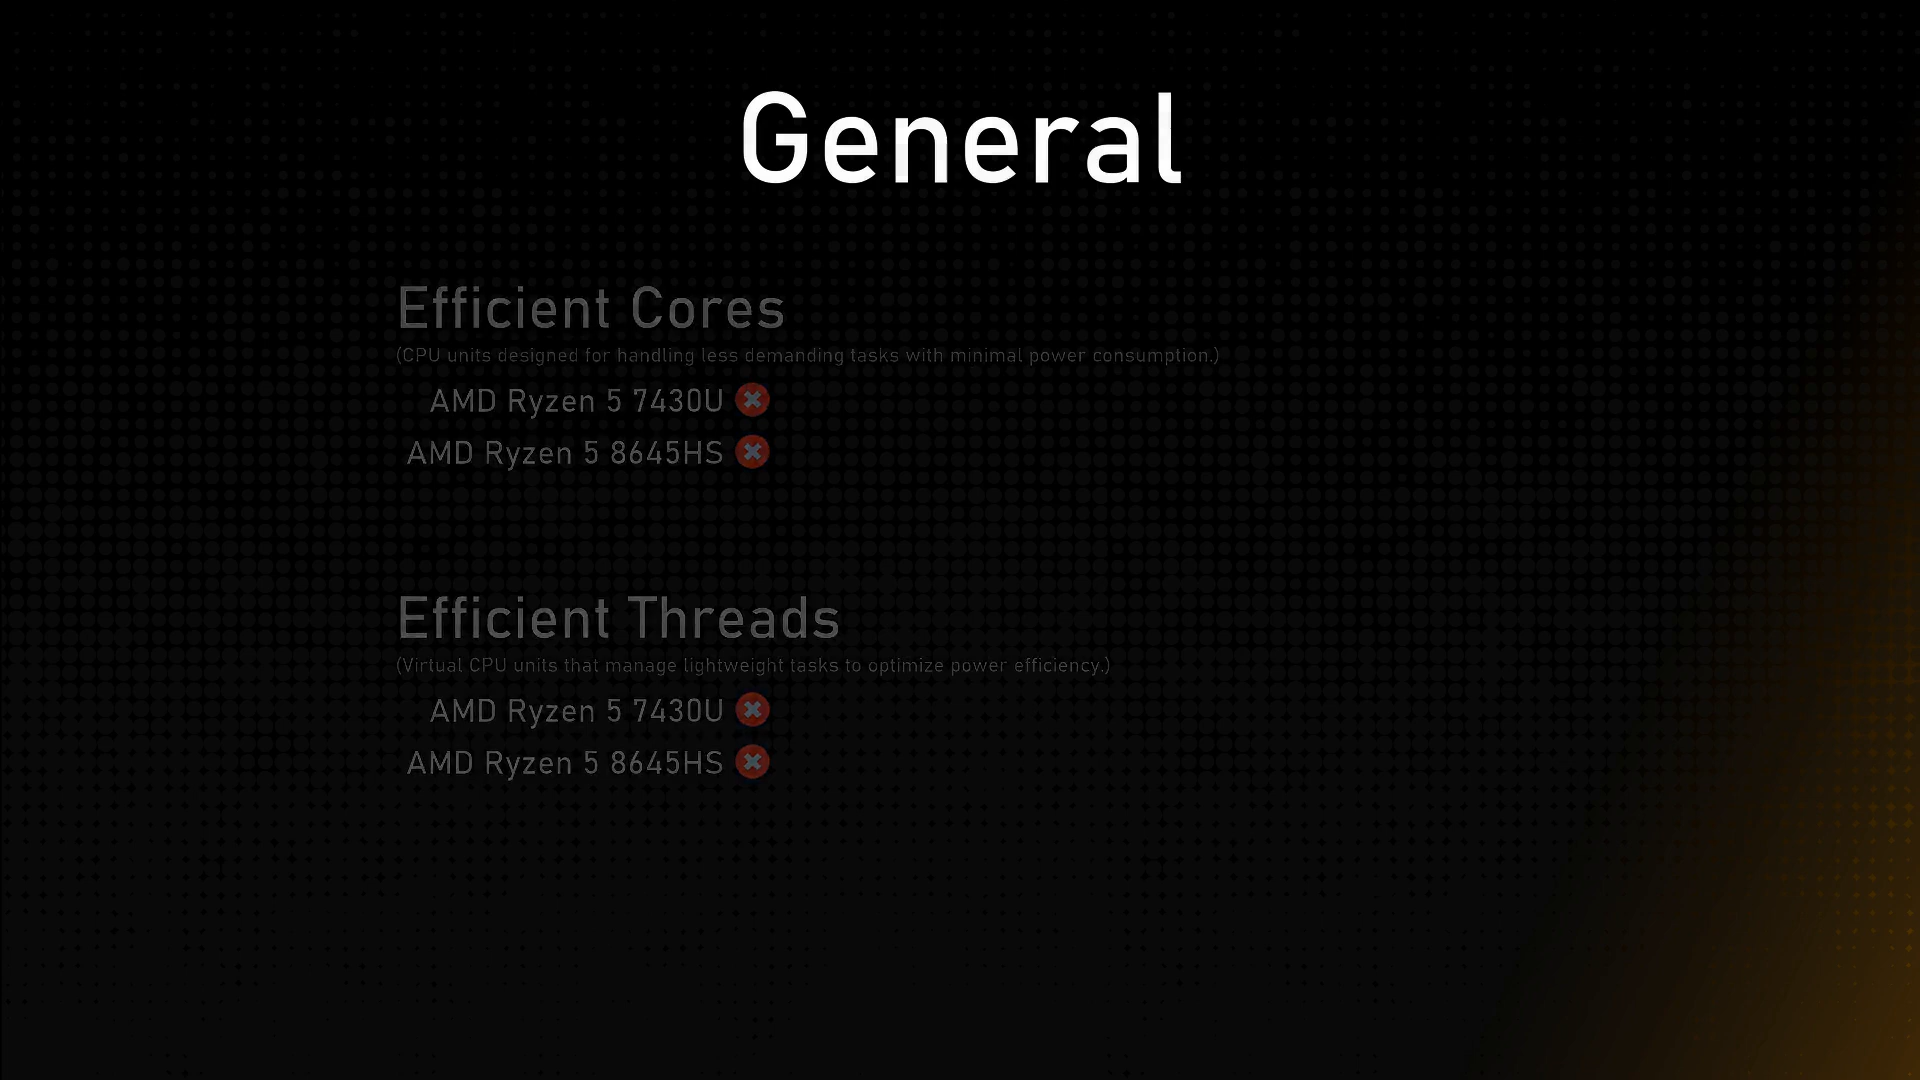 General
Efficient Cores
(CPU units designed for handling less demanding tasks with minimal power consumption.)
AMD Ryzen 5 7430U
AMD Ryzen 5 8645HS
Efficient Threads
(Virtual CPU units that manage lightweight tasks to optimize power efficiency.)
AMD Ryzen 5 7430U
AMD Ryzen 5 8645HS